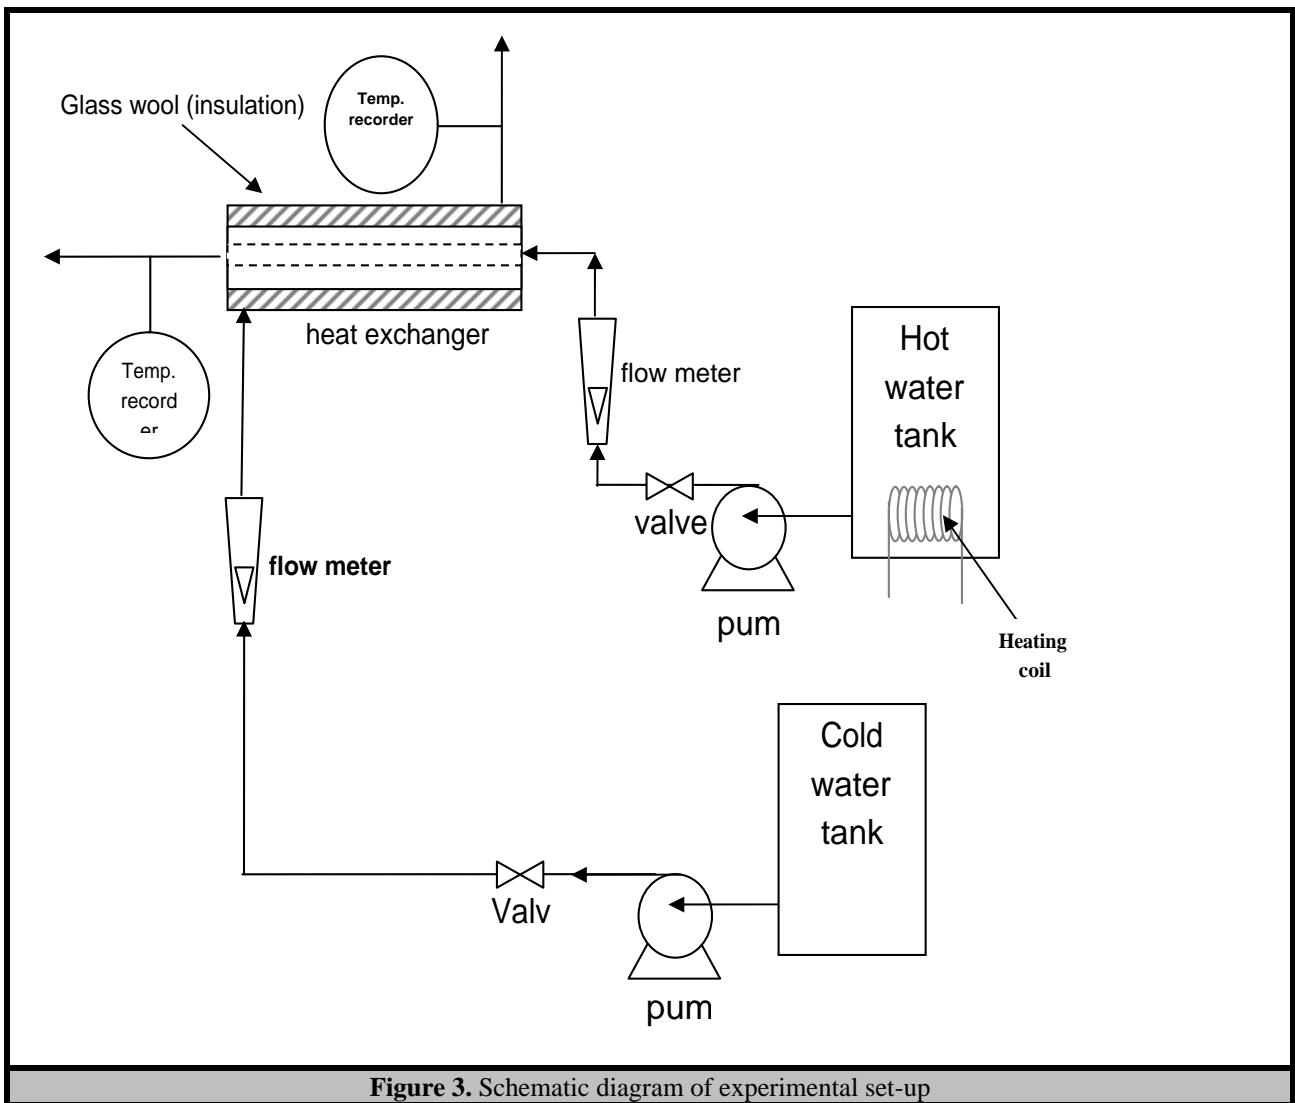 Temp.
recorder
Glass wool (insulation)
heat exchanger
Temp.
record
er
flow meter
Hot
water
tank
valve
pum
flow meter
Heating
coil
Cold
water
tank
Valv
pum
Figure 3. Schematic diagram of experimental set-up